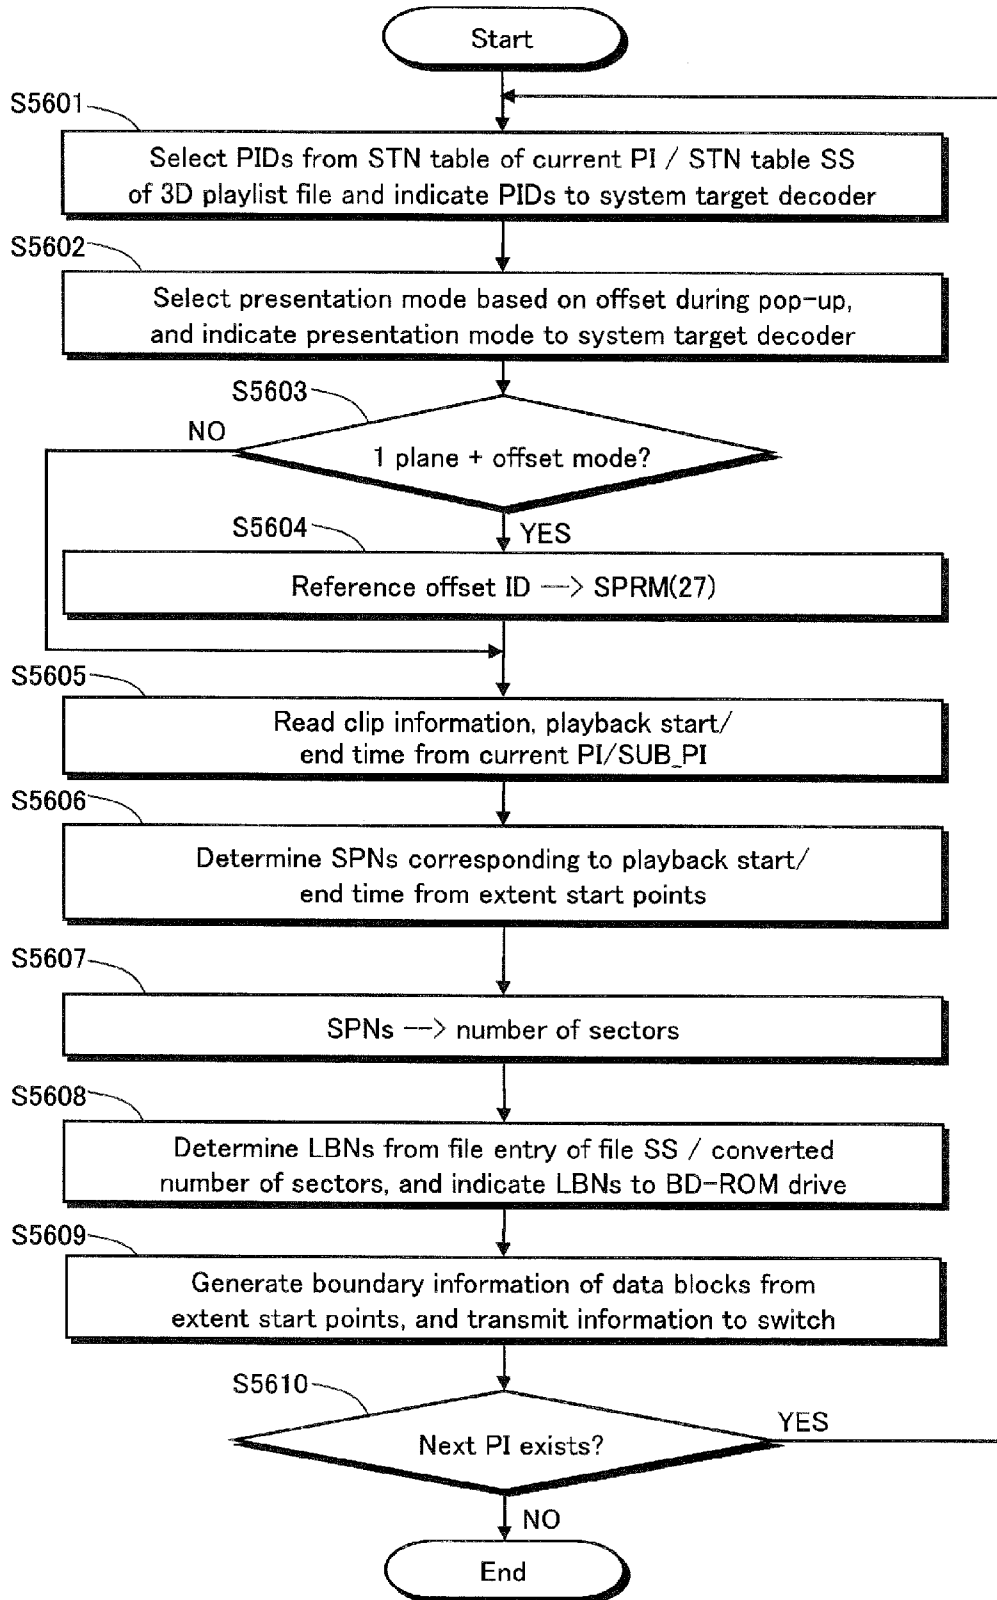 Start
S5601
Select PIDs from STN table of current PI / STN table SS
of 3D playlist file and indicate PIDs to system target decoder
S5602
Select presentation mode based on offset during pop-up,
and indicate presentation mode to system target decoder
S5603
NO
1 plane + offset mode?
YES
S5604
Reference offset ID --> SPRM(27)
S5605
Read clip information, playback start/
end time from current PI/SUB_PI
S5606
Determine SPNs corresponding to playback start/
end time from extent start points
S5607
SPNs --> number of sectors
S5608
Determine LBNs from file entry of file SS / converted
number of sectors, and indicate LBNs to BD-ROM drive
S5609
Generate boundary information of data blocks from
extent start points, and transmit information to switch
S5610
YES
Next PI exists?
NO
End